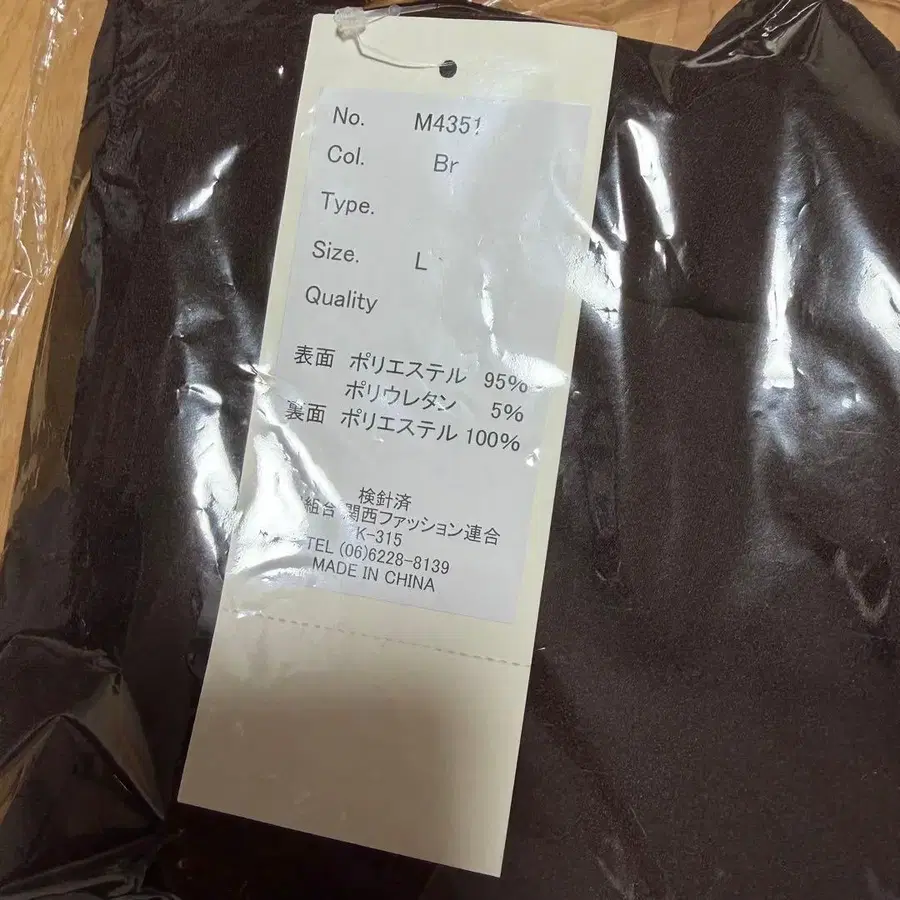 No. M4351
Col. Br
Type.
Size. L
Quality
表面 ポリエステル 95%
ポリウレタン 5%
裏面 ポリエステル 100%
検針済
組合 関西ファッション連合
K-315
TEL (06)6228-8139
MADE IN CHINA